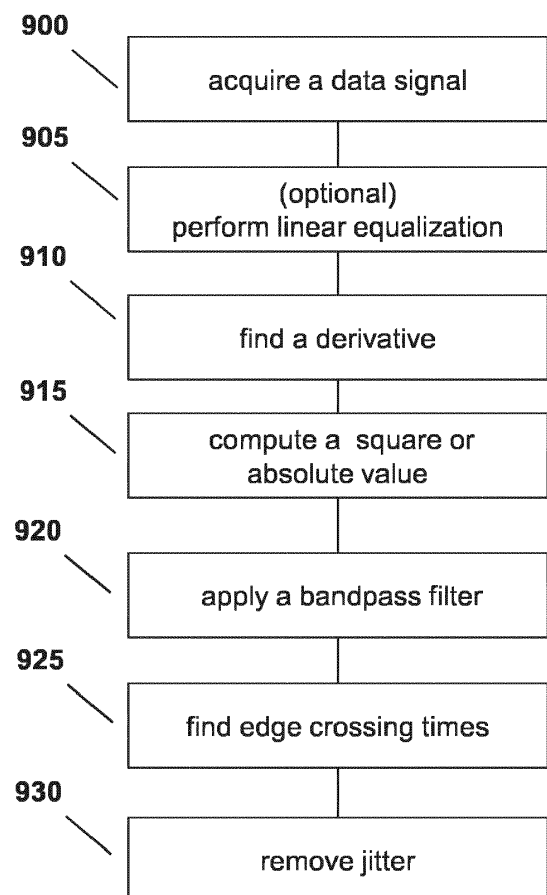 900
acquire a data signal
905
(optional)
perform linear equalization
910
find a derivative
915
compute a square or
absolute value
920
apply a bandpass filter
925
find edge crossing times
930
remove jitter